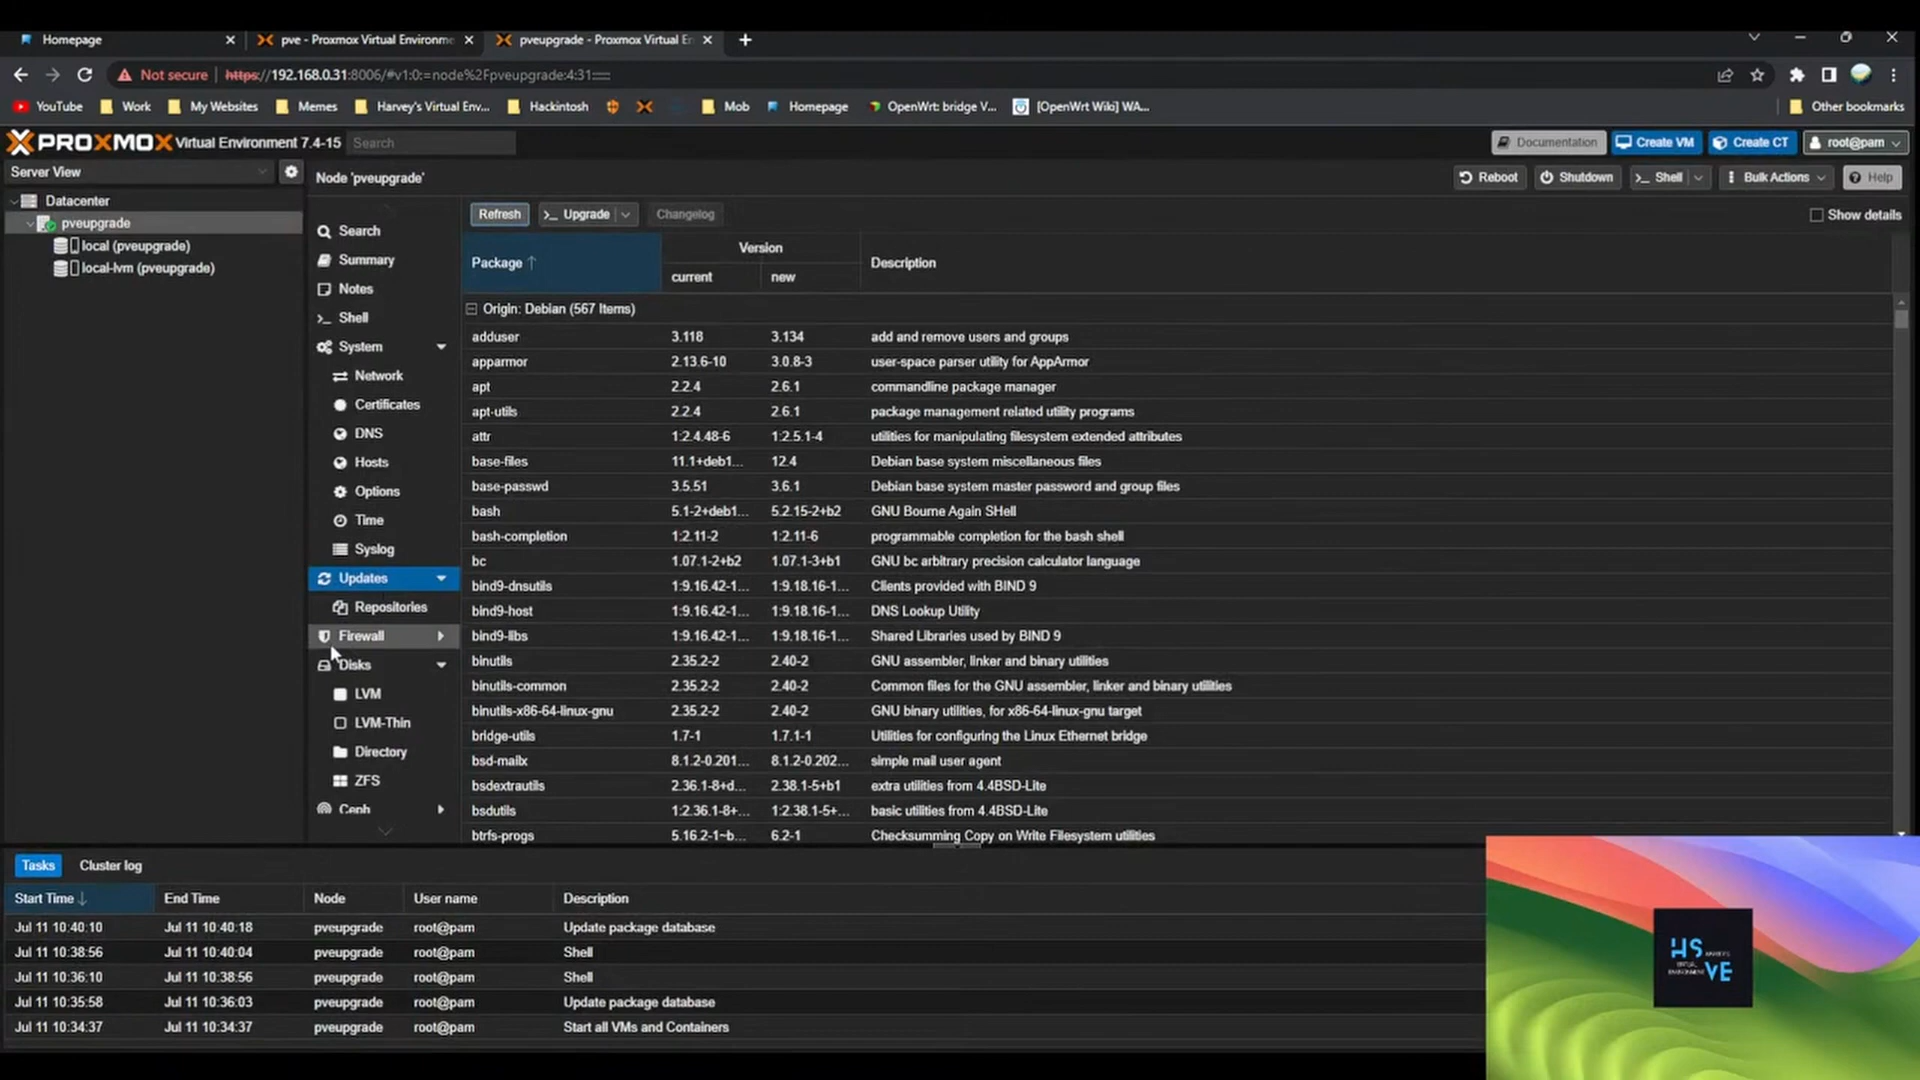 Homepage
pve - Proxmox Virtual Environme
pveupgrade - Proxmox Virtual En
Not secure
https://192.168.0.31:8006/#v1:0:=node%2Fpveupgrade:4:31:::::
YouTube
Work
My Websites
Memes
Harvey's Virtual Env...
Hackintosh
Mob
Homepage
OpenWrt: bridge V...
[OpenWrt Wiki] WA...
Other bookmarks
PROXMOX Virtual Environment 7.4-15
Search
Documentation
Create VM
Create CT
root@pam
Server View
Node 'pveupgrade'
Reboot
Shutdown
Shell
Bulk Actions
Help
Datacenter
pveupgrade
local (pveupgrade)
local-lvm (pveupgrade)
Search
Summary
Notes
Shell
System
Network
Certificates
DNS
Hosts
Options
Time
Syslog
Updates
Repositories
Firewall
Disks
LVM
LVM-Thin
Directory
ZFS
Ceph
Refresh
Upgrade
Changelog
Show details
Package
Version
current
new
Description
Origin: Debian (567 Items)
adduser 3.118 3.134 add and remove users and groups
apparmor 2.13.6-10 3.0.8-3 user-space parser utility for AppArmor
apt 2.2.4 2.6.1 commandline package manager
apt-utils 2.2.4 2.6.1 package management related utility programs
attr 1:2.4.48-6 1:2.5.1-4 utilities for manipulating filesystem extended attributes
base-files 11.1+deb1... 12.4 Debian base system miscellaneous files
base-passwd 3.5.51 3.6.1 Debian base system master password and group files
bash 5.1-2+deb1... 5.2.15-2+b2 GNU Bourne Again SHell
bash-completion 1:2.11-2 1:2.11-6 programmable completion for the bash shell
bc 1.07.1-2+b2 1.07.1-3+b1 GNU bc arbitrary precision calculator language
bind9-dnsutils 1:9.16.42-1... 1:9.18.16-1... Clients provided with BIND 9
bind9-host 1:9.16.42-1... 1:9.18.16-1... DNS Lookup Utility
bind9-libs 1:9.16.42-1... 1:9.18.16-1... Shared Libraries used by BIND 9
binutils 2.35.2-2 2.40-2 GNU assembler, linker and binary utilities
binutils-common 2.35.2-2 2.40-2 Common files for the GNU assembler, linker and binary utilities
binutils-x86-64-linux-gnu 2.35.2-2 2.40-2 GNU binary utilities, for x86-64-linux-gnu target
bridge-utils 1.7-1 1.7.1-1 Utilities for configuring the Linux Ethernet bridge
bsd-mailx 8.1.2-0.201... 8.1.2-0.202... simple mail user agent
bsdextrautils 2.36.1-8+d... 2.38.1-5+b1 extra utilities from 4.4BSD-Lite
bsdutils 1:2.36.1-8+... 1:2.38.1-5+... basic utilities from 4.4BSD-Lite
btrfs-progs 5.16.2-1~b... 6.2-1 Checksumming Copy on Write Filesystem utilities
Tasks
Cluster log
Start Time
End Time
Node
User name
Description
Jul 11 10:40:10 Jul 11 10:40:18 pveupgrade root@pam Update package database
Jul 11 10:38:56 Jul 11 10:40:04 pveupgrade root@pam Shell
Jul 11 10:36:10 Jul 11 10:38:56 pveupgrade root@pam Shell
Jul 11 10:35:58 Jul 11 10:36:03 pveupgrade root@pam Update package database
Jul 11 10:34:37 Jul 11 10:34:37 pveupgrade root@pam Start all VMs and Containers
HS
VE